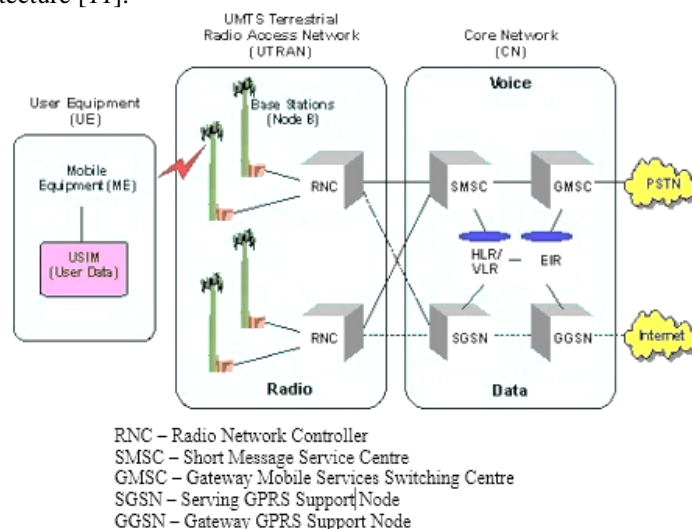 tecture [11].
UMTS Terrestrial
Radio Access Network
(UTRAN)
Core Network
(CN)
User Equipment
(UE)
Mobile
Equipment (ME)
USIM
(User Data)
Base Stations
(Node B)
RNC
RNC
Radio
Voice
SMSC
GMSC
HLR/
VLR
EIR
SGSN
GGSN
Data
PSTN
Internet
RNC – Radio Network Controller
SMSC – Short Message Service Centre
GMSC – Gateway Mobile Services Switching Centre
SGSN – Serving GPRS Support Node
GGSN – Gateway GPRS Support Node